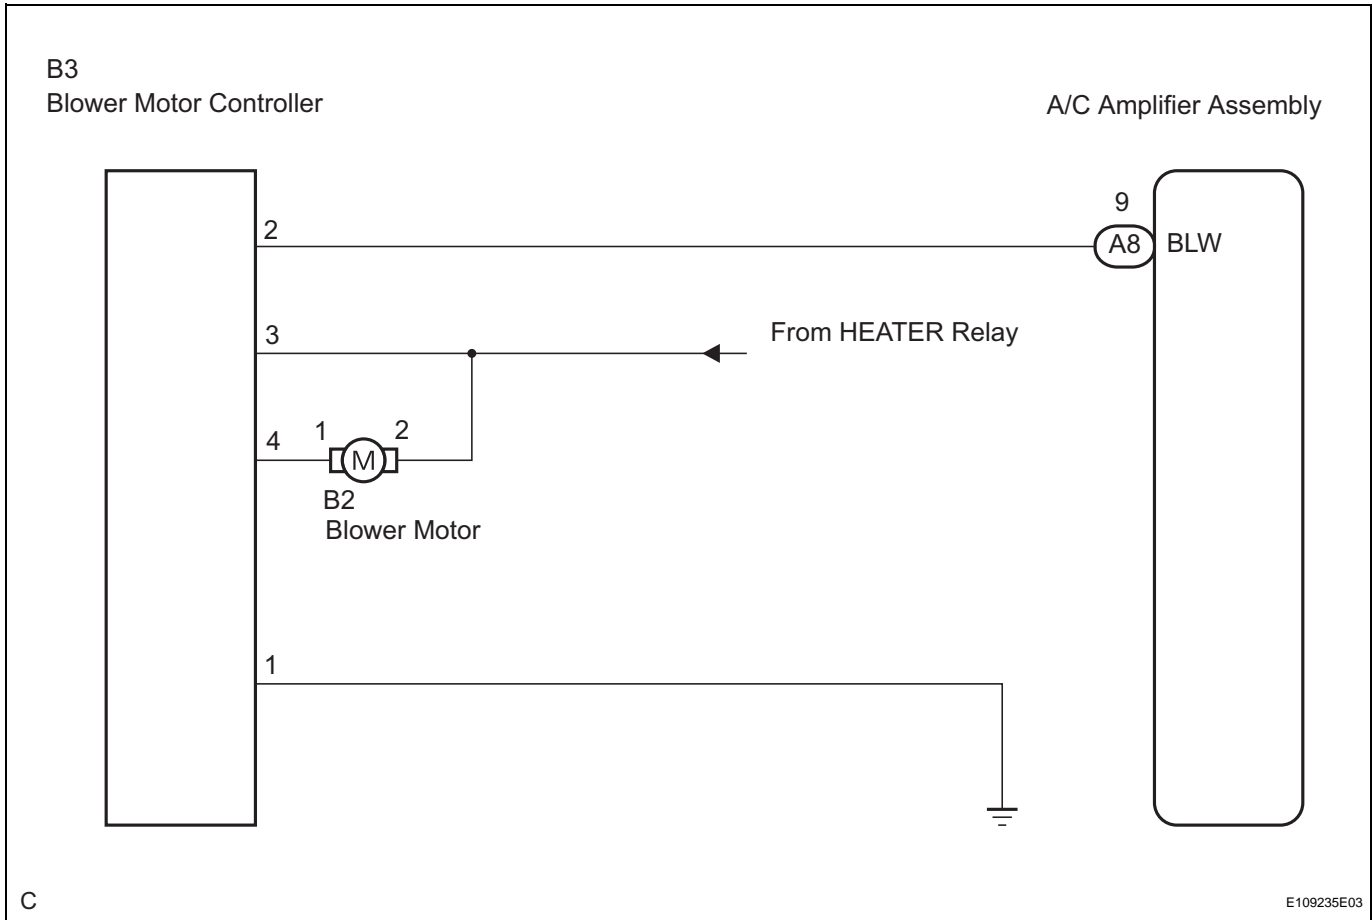 B3
Blower Motor Controller
A/C Amplifier Assembly
2
9
A8
BLW
3
From HEATER Relay
4
1
2
M
B2
Blower Motor
1
C
E109235E03